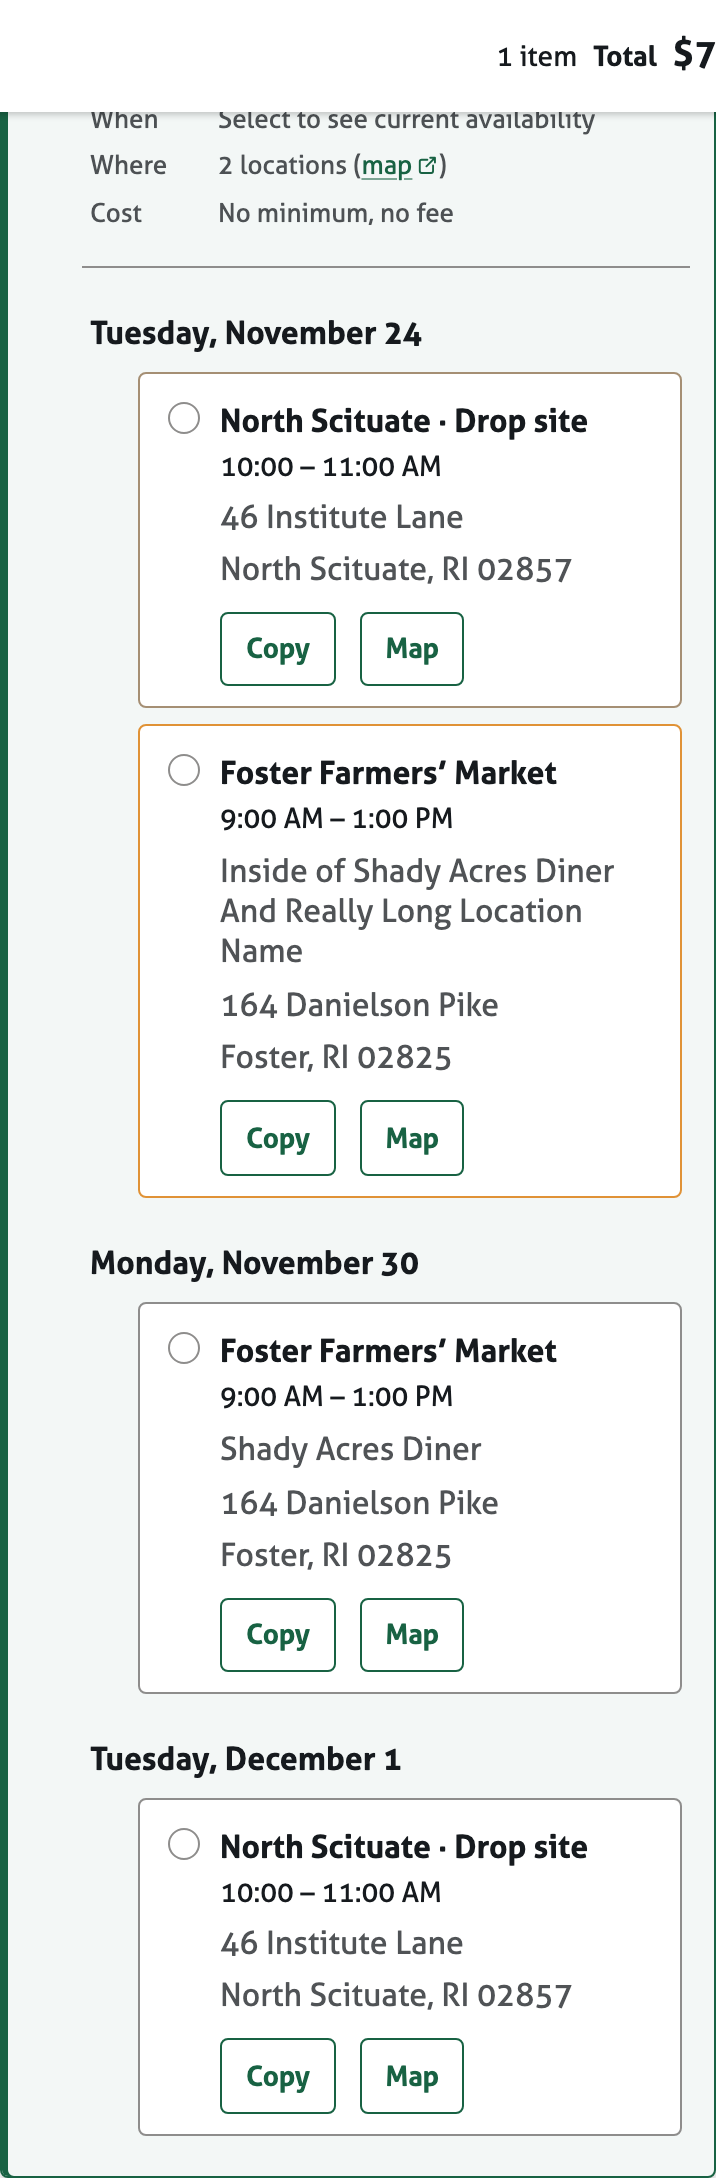 1 item Total $7
When Select to see current availability
Where 2 locations (map)
Cost No minimum, no fee
Tuesday, November 24
North Scituate · Drop site
10:00 – 11:00 AM
46 Institute Lane
North Scituate, RI 02857
Copy Map
Foster Farmers’ Market
9:00 AM – 1:00 PM
Inside of Shady Acres Diner
And Really Long Location
Name
164 Danielson Pike
Foster, RI 02825
Copy Map
Monday, November 30
Foster Farmers’ Market
9:00 AM – 1:00 PM
Shady Acres Diner
164 Danielson Pike
Foster, RI 02825
Copy Map
Tuesday, December 1
North Scituate · Drop site
10:00 – 11:00 AM
46 Institute Lane
North Scituate, RI 02857
Copy Map